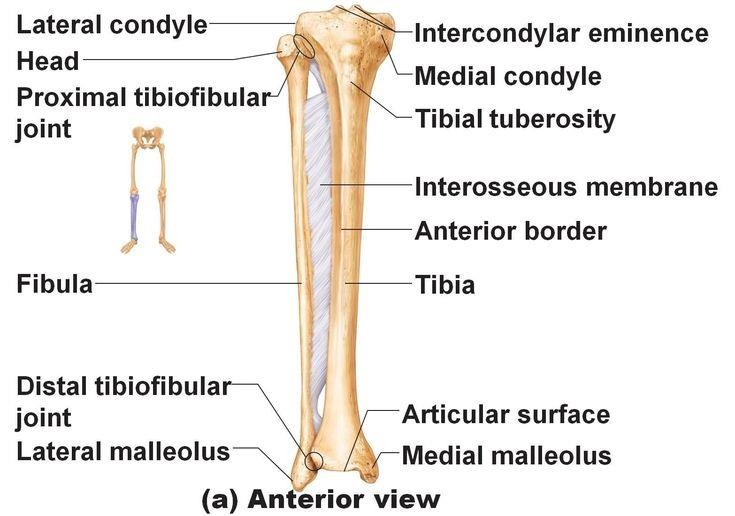 Lateral condyle
Head
Proximal tibiofibular
joint
Fibula
Distal tibiofibular
joint
Lateral malleolus
Intercondylar eminence
Medial condyle
Tibial tuberosity
Interosseous membrane
Anterior border
Tibia
Articular surface
Medial malleolus
(a) Anterior view